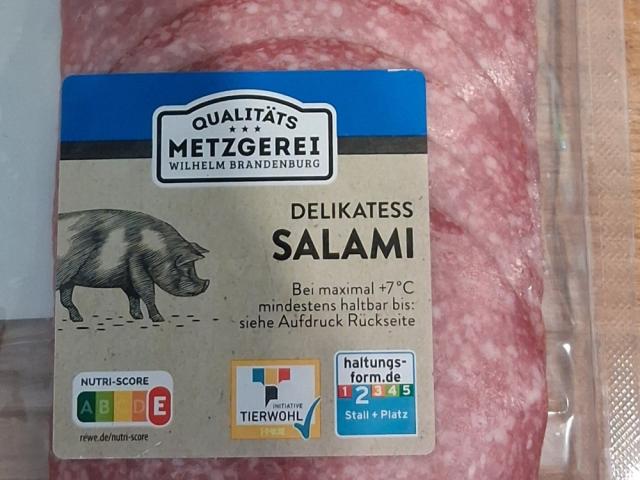 QUALITÄTS
METZGEREI
WILHELM BRANDENBURG
DELIKATESS
SALAMI
Bei maximal +7°C
mindestens haltbar bis:
siehe Aufdruck Rückseite
NUTRI-SCORE
A B C D E
rewe.de/nutri-score
INITIATIVE
TIERWOHL
haltungs-
form.de
1 2 3 4 5
Stall + Platz